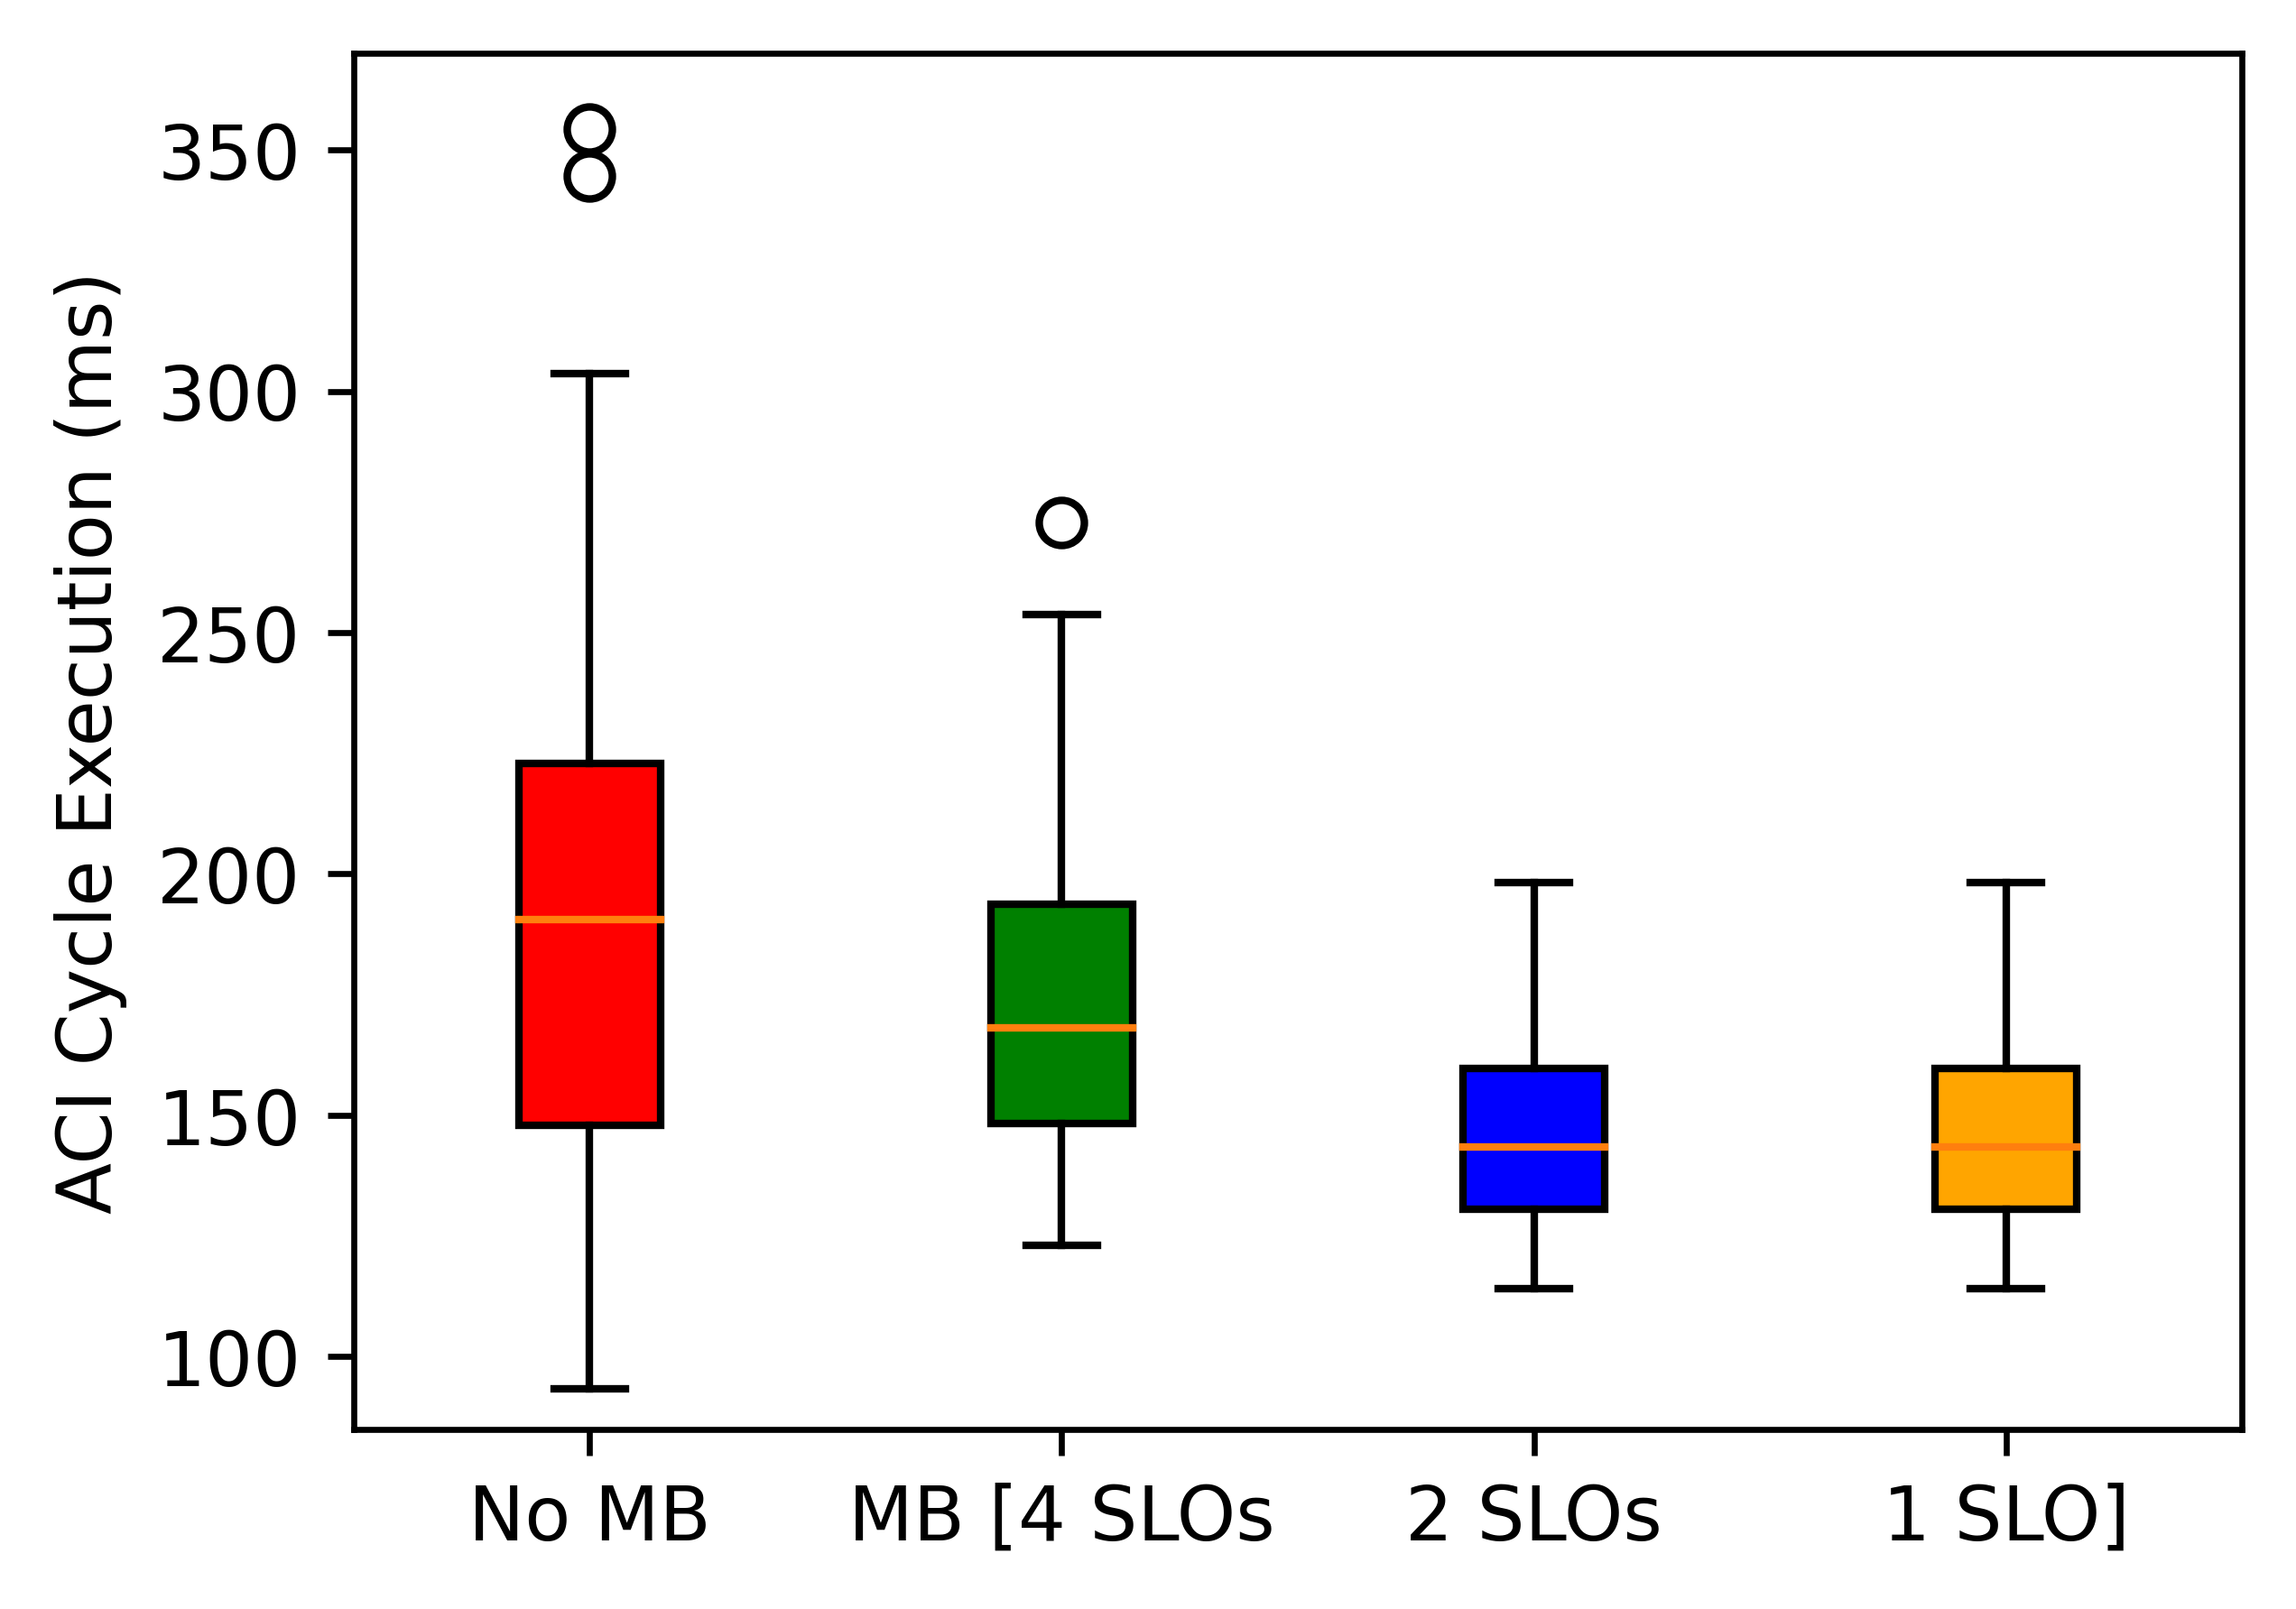 ACI Cycle Execution (ms)
350
300
250
200
150
100
No MB
MB [4 SLOs
2 SLOs
1 SLO]